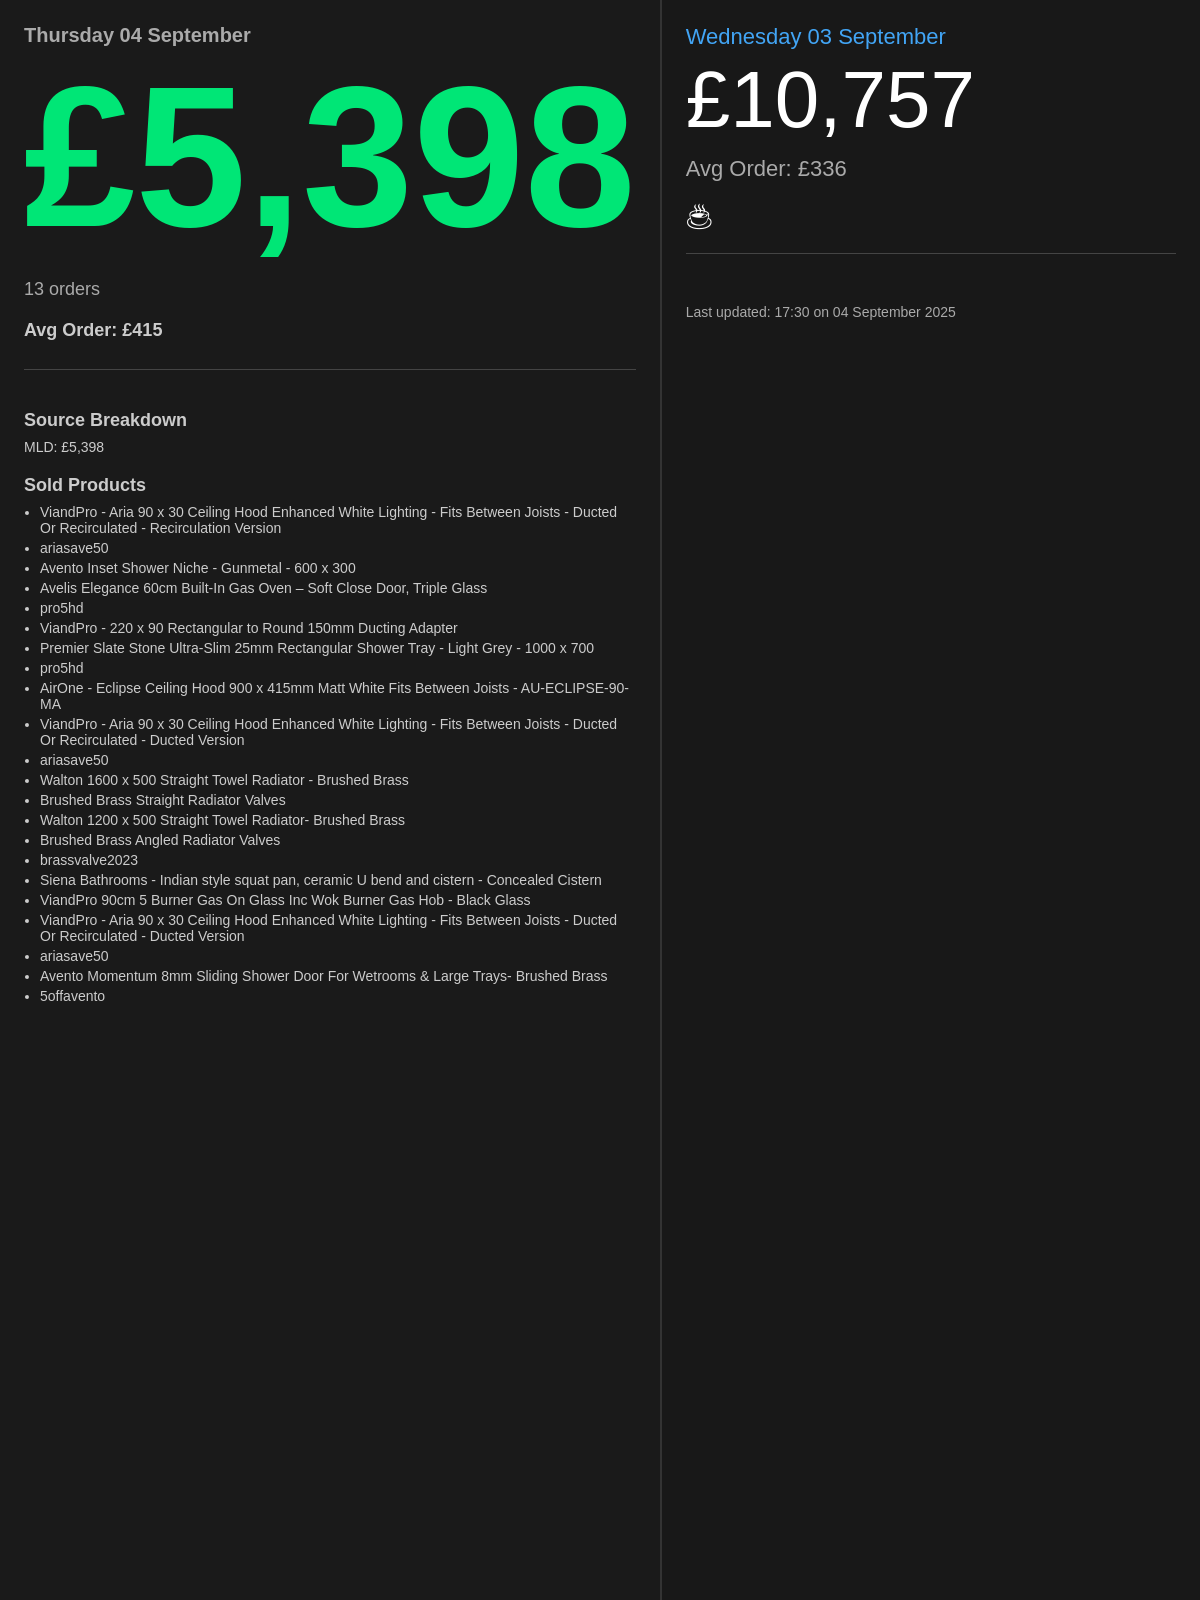 Thursday 04 September
£5,398
13 orders
Avg Order: £415
Source Breakdown
MLD: £5,398
Sold Products
• ViandPro - Aria 90 x 30 Ceiling Hood Enhanced White Lighting - Fits Between Joists - Ducted
Or Recirculated - Recirculation Version
• ariasave50
• Avento Inset Shower Niche - Gunmetal - 600 x 300
• Avelis Elegance 60cm Built-In Gas Oven – Soft Close Door, Triple Glass
• pro5hd
• ViandPro - 220 x 90 Rectangular to Round 150mm Ducting Adapter
• Premier Slate Stone Ultra-Slim 25mm Rectangular Shower Tray - Light Grey - 1000 x 700
• pro5hd
• AirOne - Eclipse Ceiling Hood 900 x 415mm Matt White Fits Between Joists - AU-ECLIPSE-90-
MA
• ViandPro - Aria 90 x 30 Ceiling Hood Enhanced White Lighting - Fits Between Joists - Ducted
Or Recirculated - Ducted Version
• ariasave50
• Walton 1600 x 500 Straight Towel Radiator - Brushed Brass
• Brushed Brass Straight Radiator Valves
• Walton 1200 x 500 Straight Towel Radiator- Brushed Brass
• Brushed Brass Angled Radiator Valves
• brassvalve2023
• Siena Bathrooms - Indian style squat pan, ceramic U bend and cistern - Concealed Cistern
• ViandPro 90cm 5 Burner Gas On Glass Inc Wok Burner Gas Hob - Black Glass
• ViandPro - Aria 90 x 30 Ceiling Hood Enhanced White Lighting - Fits Between Joists - Ducted
Or Recirculated - Ducted Version
• ariasave50
• Avento Momentum 8mm Sliding Shower Door For Wetrooms & Large Trays- Brushed Brass
• 5offavento
Wednesday 03 September
£10,757
Avg Order: £336
☕
Last updated: 17:30 on 04 September 2025